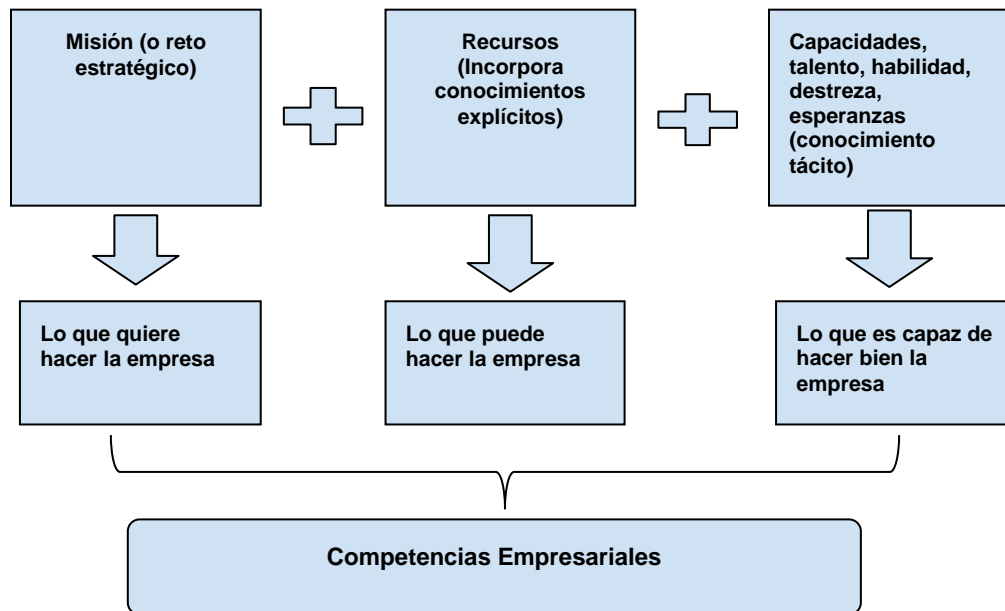 Misión (o reto
estratégico)
Recursos
(Incorpora
conocimientos
explícitos)
Capacidades,
talento, habilidad,
destreza,
esperanzas
(conocimiento
tácito)
Lo que quiere
hacer la empresa
Lo que puede
hacer la empresa
Lo que es capaz de
hacer bien la
empresa
Competencias Empresariales